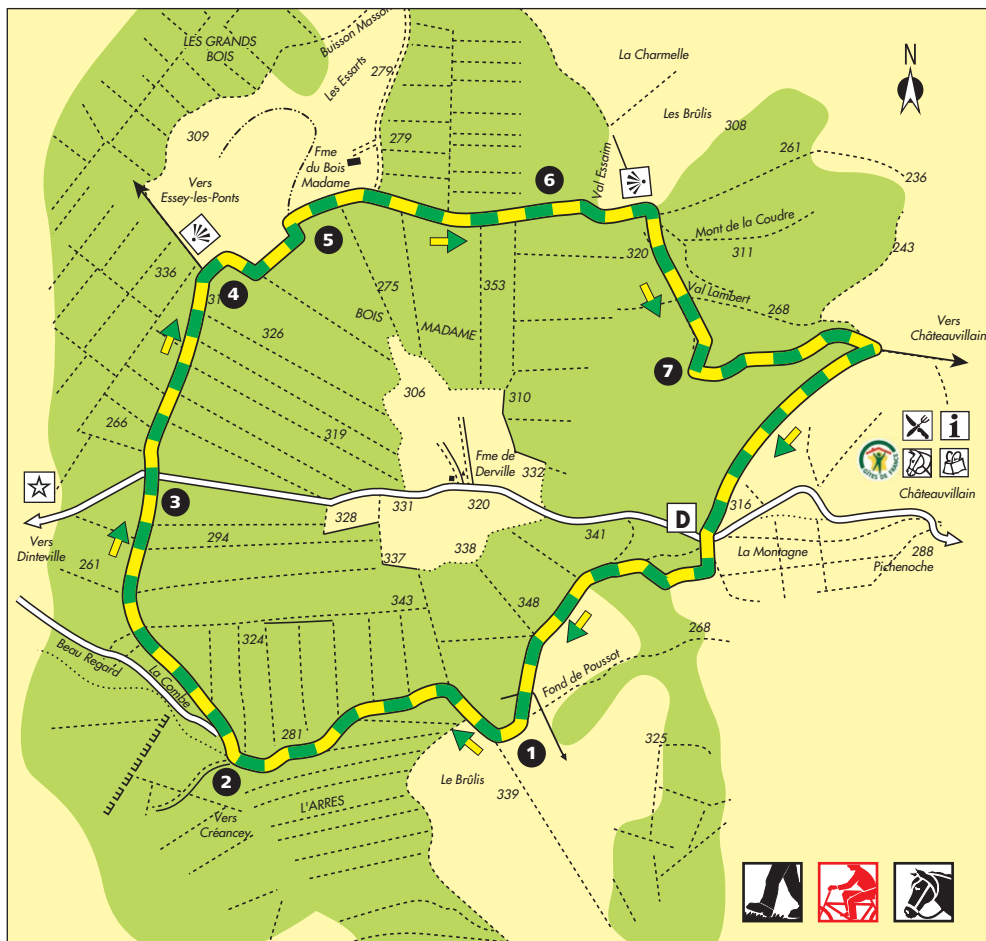 LES GRANDS
BOIS
Buisson Masson
Les Essarts
279
La Charmelle
N
309
279
Les Brûlis
308
261
236
Fme
du Bois
Madame
Vers
Essey-les-Ponts
Val Essaim
6
5
336
4
Mont de la Coudre
311
243
320
353
275
BOIS
MADAME
Val Lambert
268
326
Vers
Châteauvillain
7
306
310
266
319
Fme de
Derville
332
i
GÎTES DE FRANCE
Châteauvillain
3
328
331
320
D
316
Vers
Dinteville
294
341
La Montagne
288
Pichenoche
261
337
338
343
348
268
324
Beau Regard
La Combe
Fond de Poussot
281
1
325
2
Le Brûlis
339
L'ARRES
Vers
Créancey